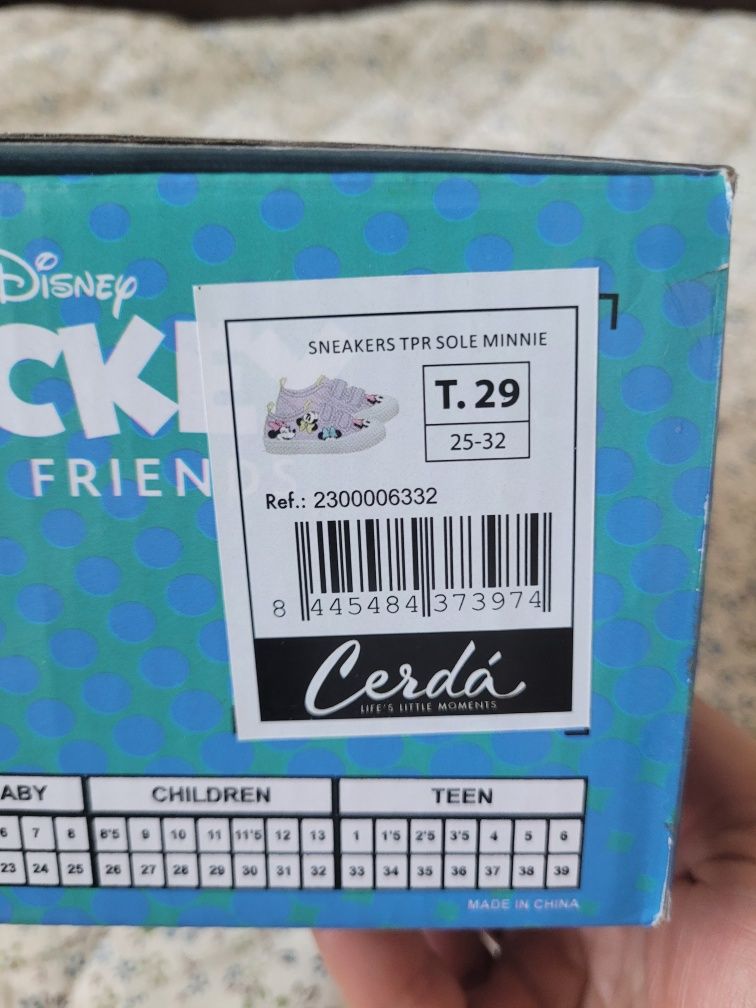 Disney
CKEY
FRIENDS
SNEAKERS TPR SOLE MINNIE
T. 29
25-32
Ref.: 2300006332
8 445484 373974
Cerdá
LIFE'S LITTLE MOMENTS
ABY CHILDREN TEEN
6 7 8 8'5 9 10 11 11'5 12 13 1 1'5 2'5 3'5 4 5 6
23 24 25 26 27 28 29 30 31 32 33 34 35 36 37 38 39
MADE IN CHINA